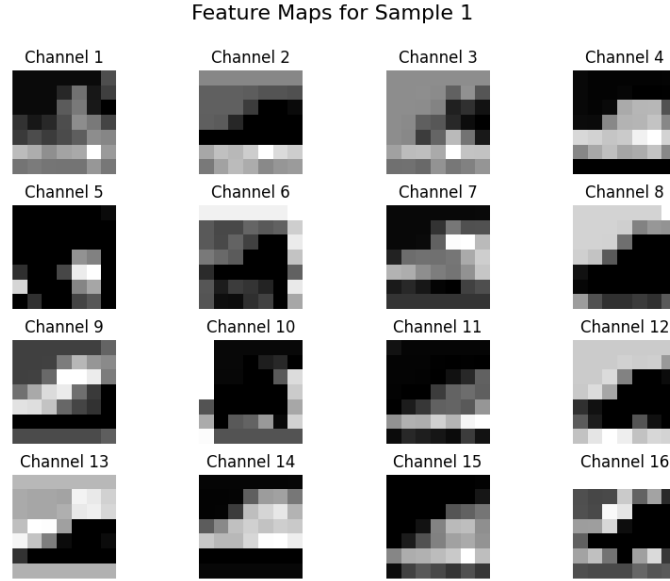 Feature Maps for Sample 1
Channel 1
Channel 2
Channel 3
Channel 4
Channel 5
Channel 6
Channel 7
Channel 8
Channel 9
Channel 10
Channel 11
Channel 12
Channel 13
Channel 14
Channel 15
Channel 16